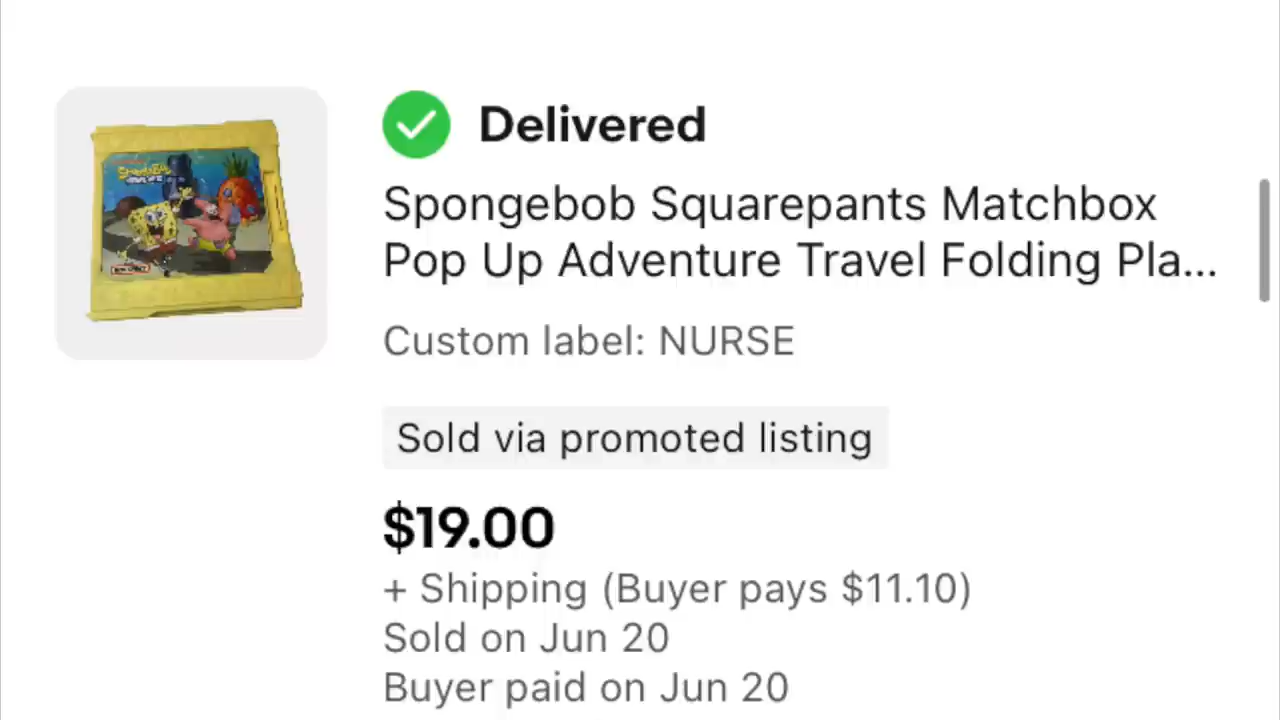 Delivered
Spongebob Squarepants Matchbox
Pop Up Adventure Travel Folding Pla...
Custom label: NURSE
Sold via promoted listing
$19.00
+ Shipping (Buyer pays $11.10)
Sold on Jun 20
Buyer paid on Jun 20